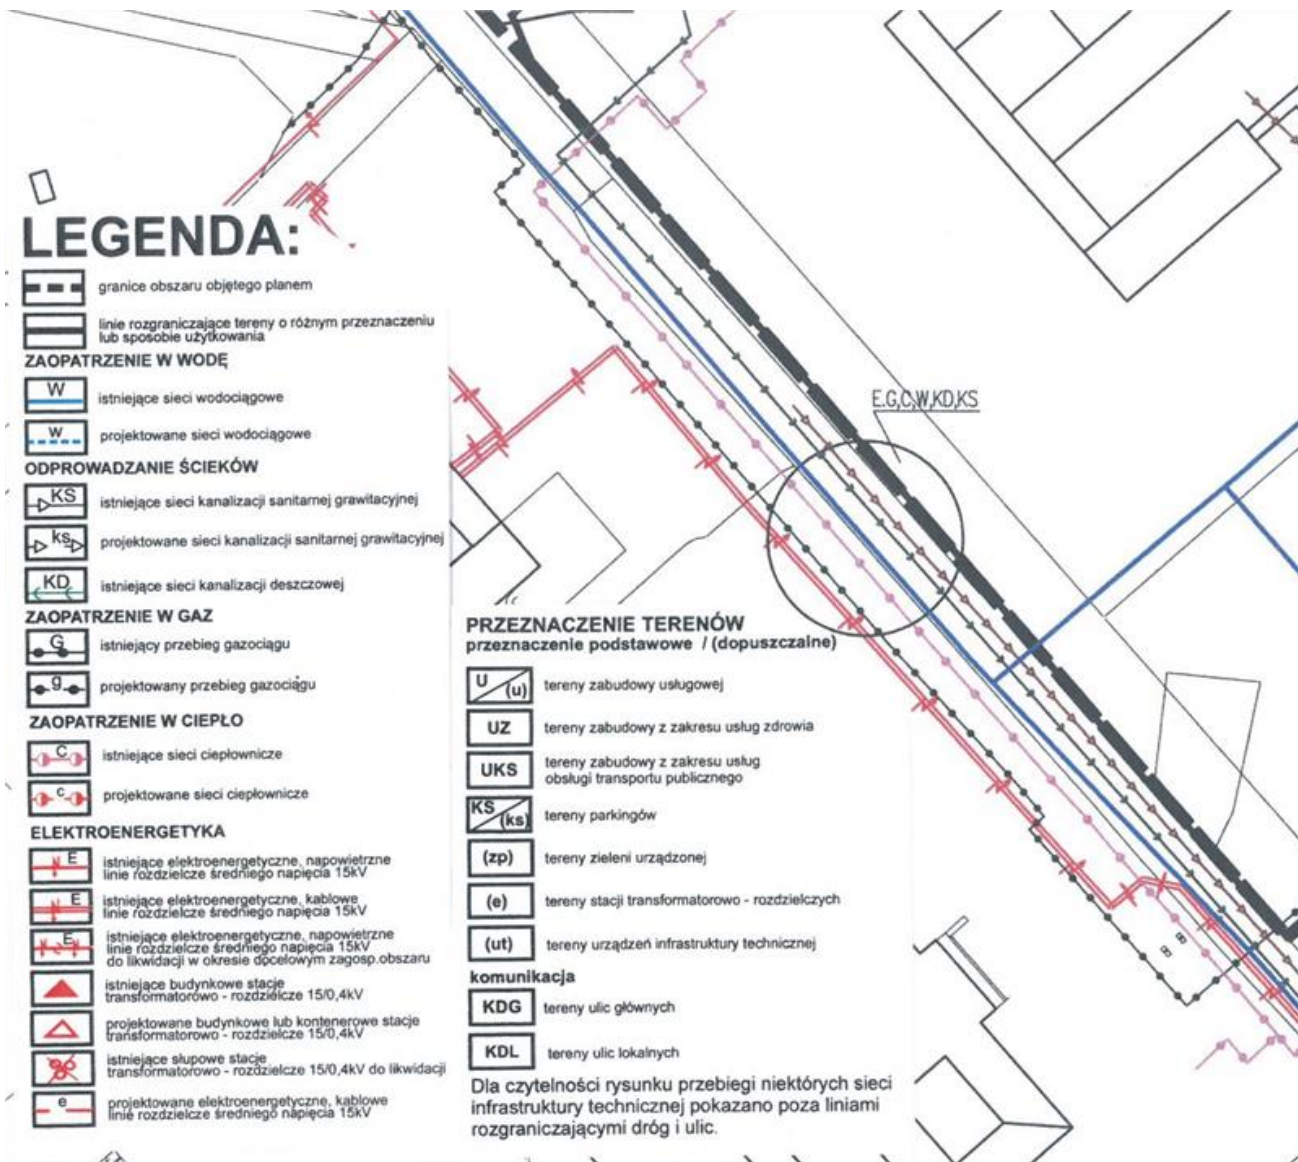 LEGENDA:
granice obszaru objętego planem
linie rozgraniczające tereny o różnym przeznaczeniu
lub sposobie użytkowania
ZAOPATRZENIE W WODĘ
W
istniejące sieci wodociągowe
w
projektowane sieci wodociągowe
ODPROWADZANIE ŚCIEKÓW
KS
istniejące sieci kanalizacji sanitarnej grawitacyjnej
ks
projektowane sieci kanalizacji sanitarnej grawitacyjnej
KD
istniejące sieci kanalizacji deszczowej
ZAOPATRZENIE W GAZ
G
istniejący przebieg gazociągu
g
projektowany przebieg gazociągu
ZAOPATRZENIE W CIEPŁO
C
istniejące sieci ciepłownicze
c
projektowane sieci ciepłownicze
ELEKTROENERGETYKA
E
istniejące elektroenergetyczne, napowietrzne
linie rozdzielcze średniego napięcia 15kV
E
istniejące elektroenergetyczne, kablowe
linie rozdzielcze średniego napięcia 15kV
E
istniejące elektroenergetyczne, napowietrzne
linie rozdzielcze średniego napięcia 15kV
do likwidacji w okresie docelowym zagosp.obszaru
istniejące budynkowe stacje
transformatorowo - rozdzielcze 15/0,4kV
projektowane budynkowe lub kontenerowe stacje
transformatorowo - rozdzielcze 15/0,4kV
istniejące słupowe stacje
transformatorowo - rozdzielcze 15/0,4kV do likwidacji
e
projektowane elektroenergetyczne, kablowe
linie rozdzielcze średniego napięcia 15kV
E.G,C,W,KD,KS
PRZEZNACZENIE TERENÓW
przeznaczenie podstawowe / (dopuszczalne)
U (u)
tereny zabudowy usługowej
UZ
tereny zabudowy z zakresu usług zdrowia
UKS
tereny zabudowy z zakresu usług
obsługi transportu publicznego
KS (ks)
tereny parkingów
(zp)
tereny zieleni urządzonej
(e)
tereny stacji transformatorowo - rozdzielczych
(ut)
tereny urządzeń infrastruktury technicznej
komunikacja
KDG
tereny ulic głównych
KDL
tereny ulic lokalnych
Dla czytelności rysunku przebiegi niektórych sieci
infrastruktury technicznej pokazano poza liniami
rozgraniczającymi dróg i ulic.